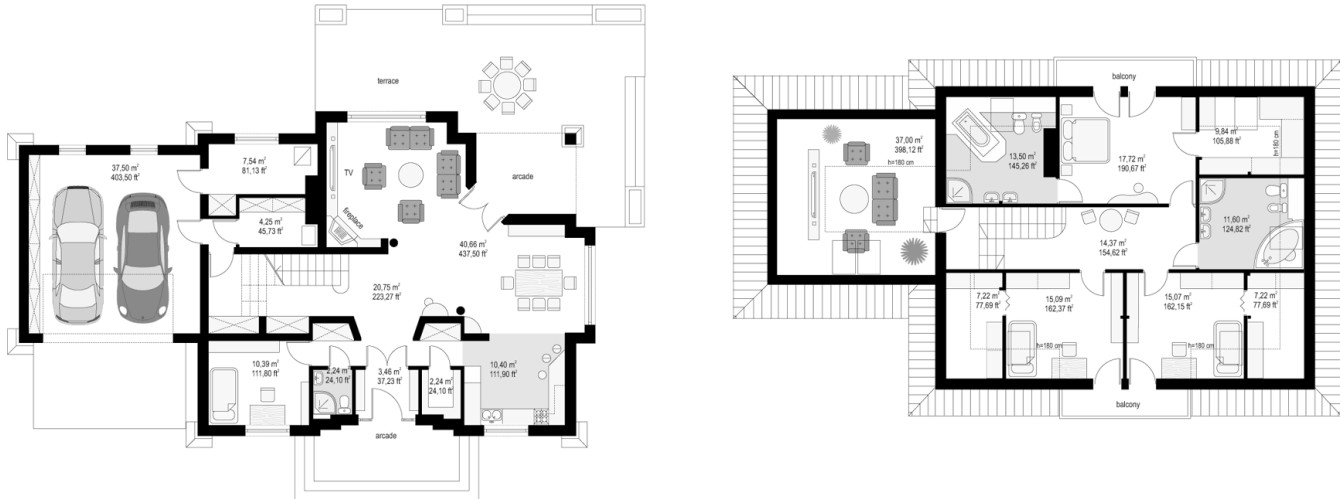 terrace
37,50 m²
403,50 ft²
7,54 m²
81,13 ft²
TV
fireplace
arcade
4,25 m²
45,73 ft²
40,66 m²
437,50 ft²
20,75 m²
223,27 ft²
10,39 m²
111,80 ft²
2,24 m²
24,10 ft²
3,46 m²
37,23 ft²
2,24 m²
24,10 ft²
10,40 m²
111,90 ft²
arcade
balcony
37,00 m²
398,12 ft²
h=180 cm
13,50 m²
145,26 ft²
17,72 m²
190,67 ft²
9,84 m²
105,88 ft²
h=180 cm
11,60 m²
124,82 ft²
14,37 m²
154,62 ft²
7,22 m²
77,69 ft²
15,09 m²
162,37 ft²
h=180 cm
15,07 m²
162,15 ft²
h=180 cm
7,22 m²
77,69 ft²
balcony